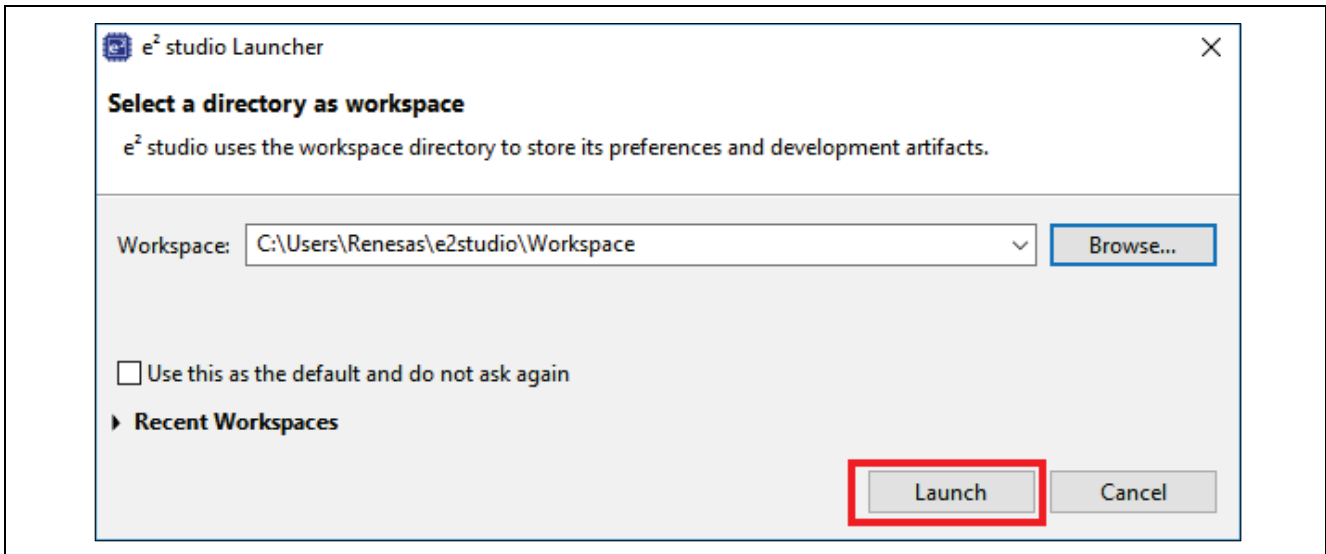 e² studio Launcher
Select a directory as workspace
e² studio uses the workspace directory to store its preferences and development artifacts.
Workspace: C:\Users\Renesas\e2studio\Workspace Browse...
Use this as the default and do not ask again
Recent Workspaces
Launch Cancel